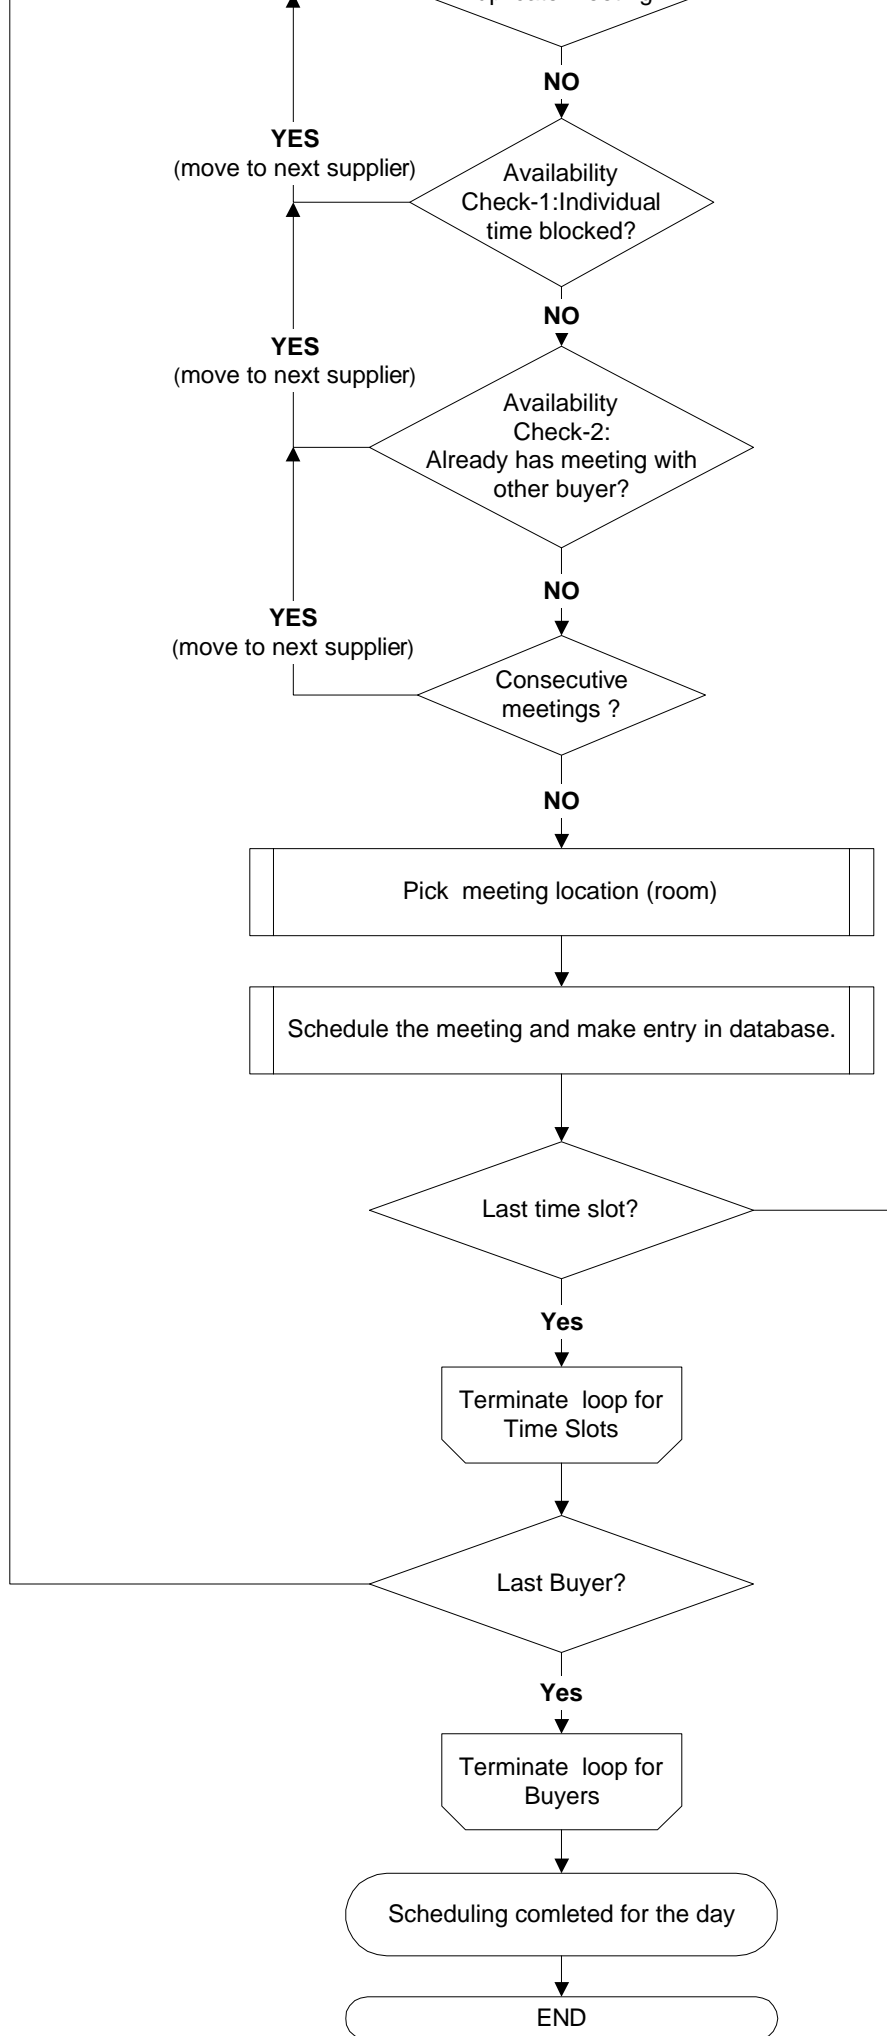 NO
YES
(move to next supplier)
Availability
Check-1:Individual
time blocked?
NO
YES
(move to next supplier)
Availability
Check-2:
Already has meeting with
other buyer?
NO
YES
(move to next supplier)
Consecutive
meetings ?
NO
Pick meeting location (room)
Schedule the meeting and make entry in database.
Last time slot?
Yes
Terminate loop for
Time Slots
Last Buyer?
Yes
Terminate loop for
Buyers
Scheduling comleted for the day
END